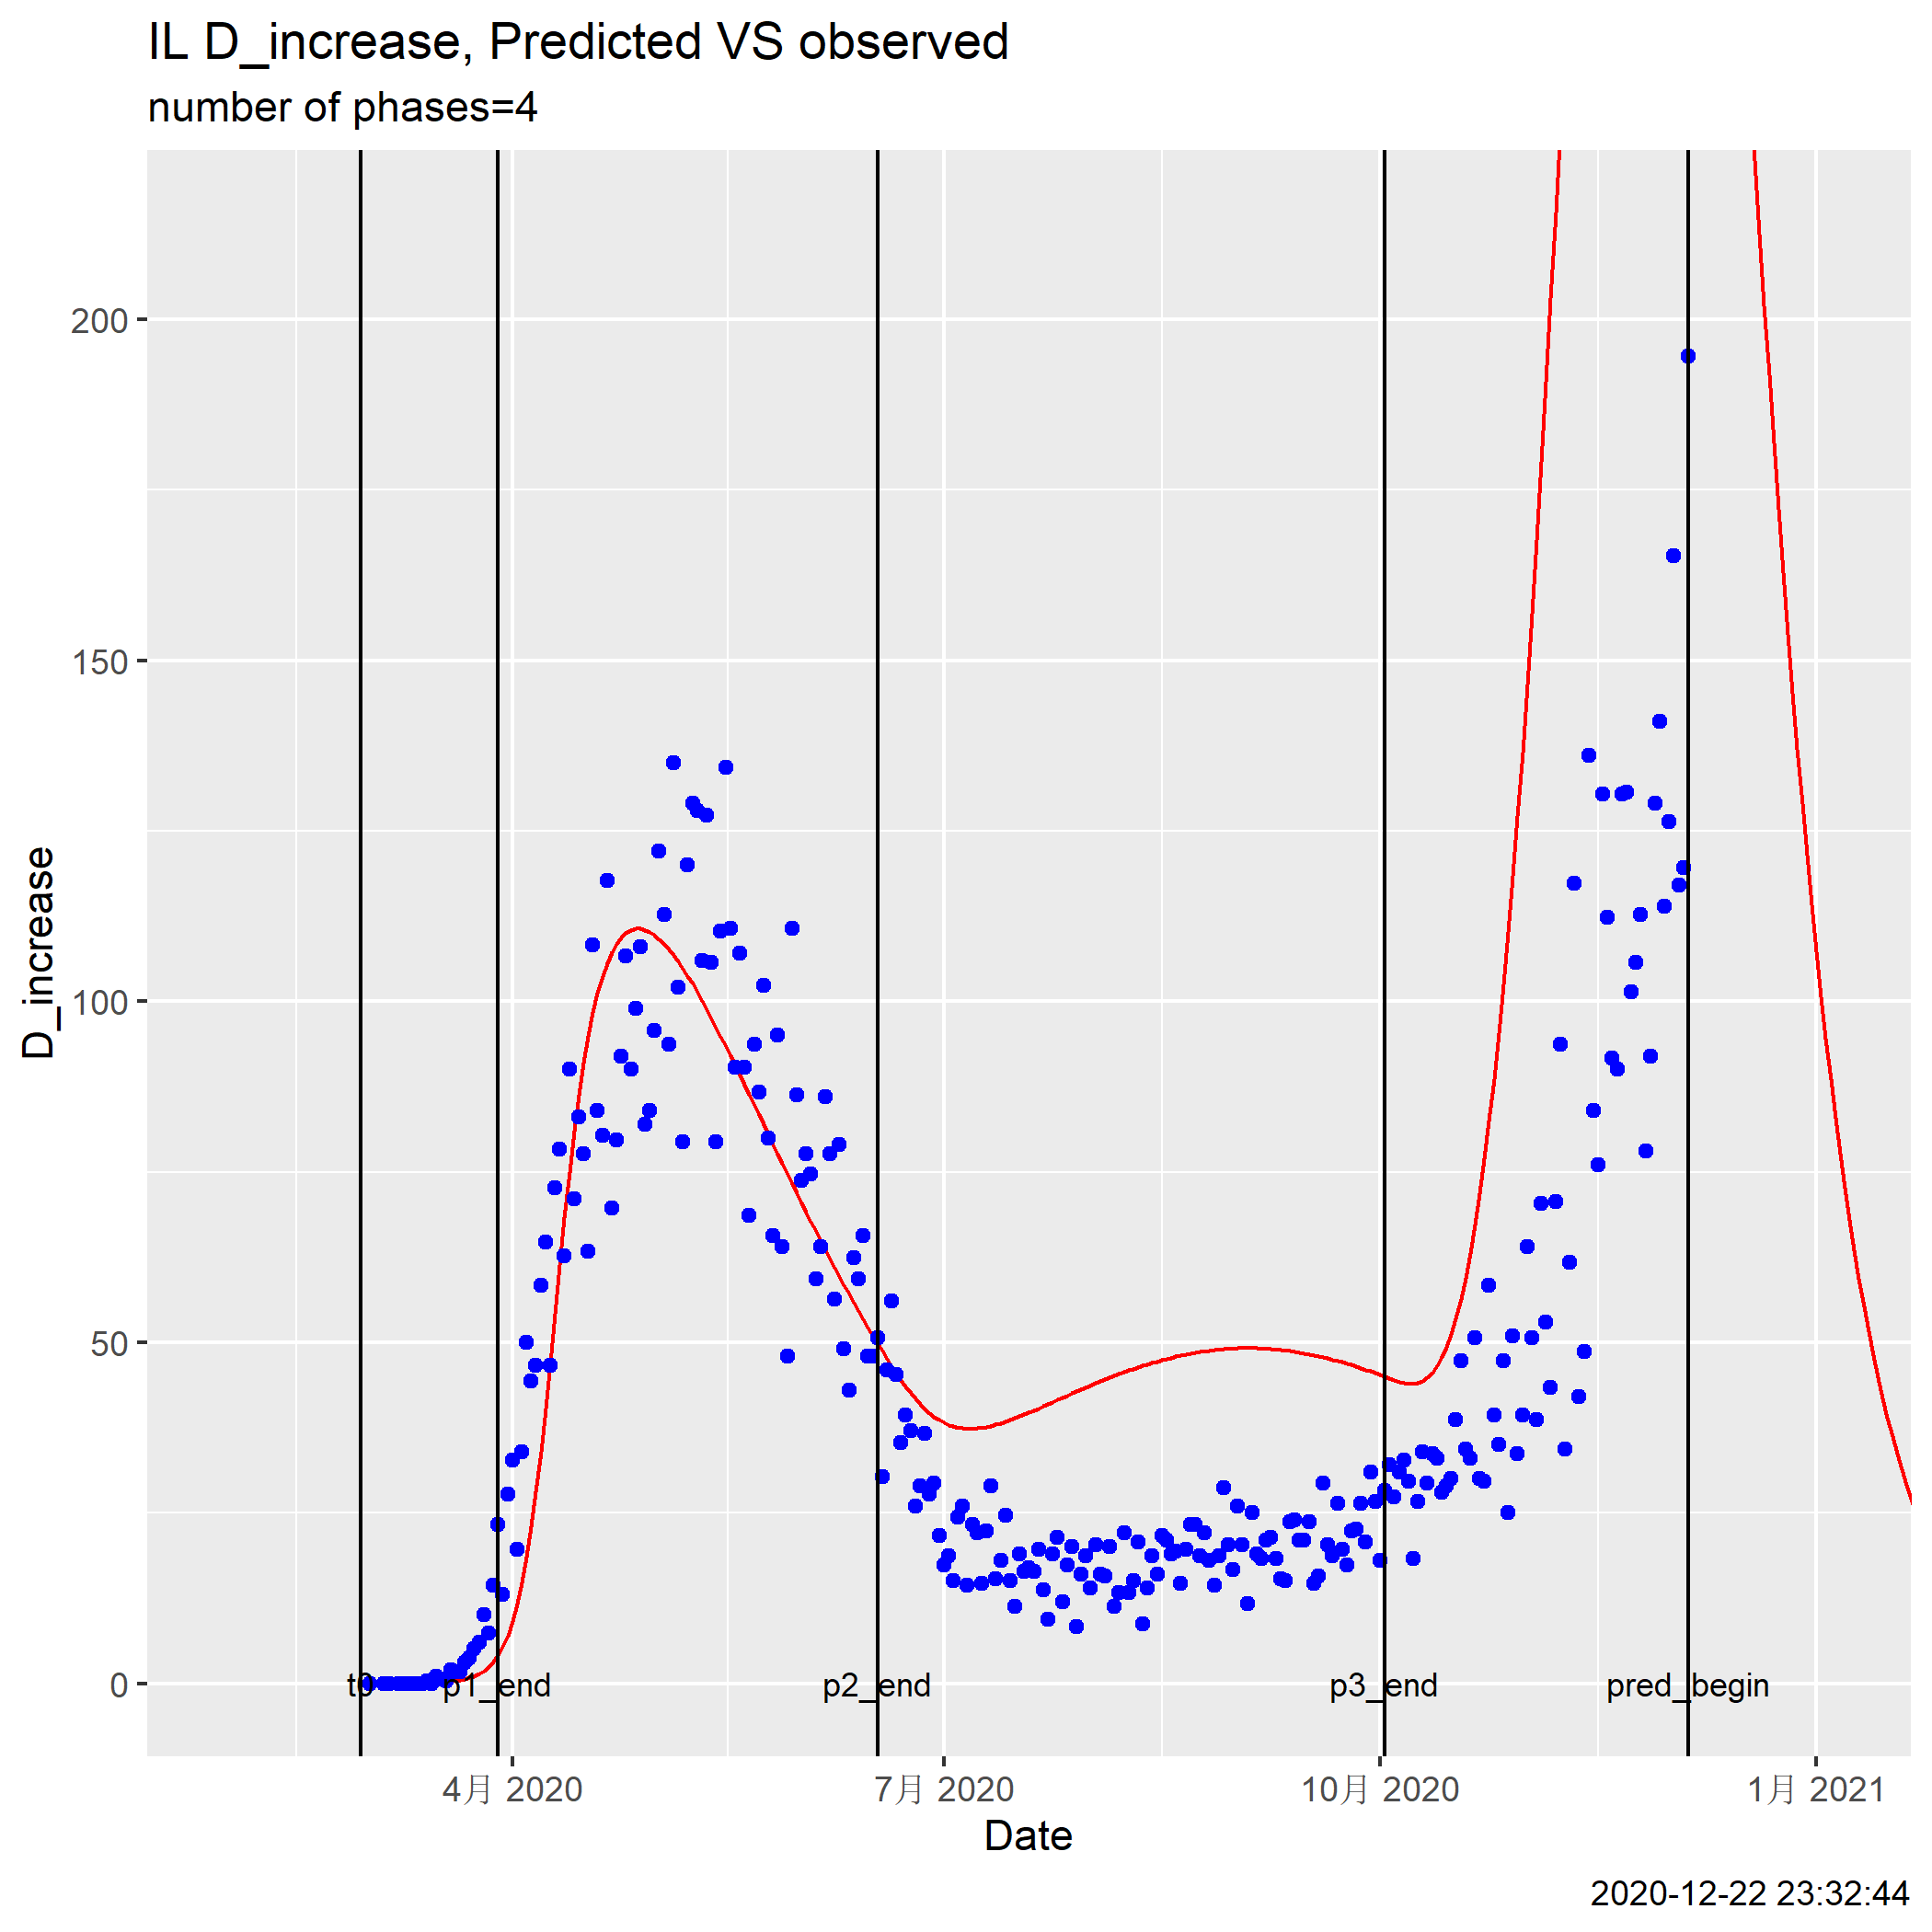 IL D_increase, Predicted VS observed
number of phases=4
200
150
100
50
0
D_increase
t0
p1_end
p2_end
p3_end
pred_begin
4月 2020
7月 2020
10月 2020
1月 2021
Date
2020-12-22 23:32:44